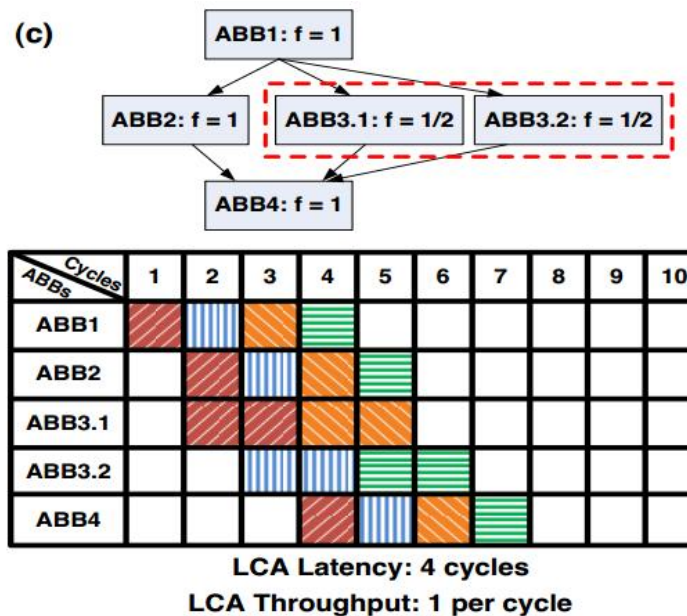 (c)
ABB1: f = 1
ABB2: f = 1 ABB3.1: f = 1/2 ABB3.2: f = 1/2
ABB4: f = 1
Cycles ABBs 1 2 3 4 5 6 7 8 9 10
ABB1
ABB2
ABB3.1
ABB3.2
ABB4
LCA Latency: 4 cycles
LCA Throughput: 1 per cycle